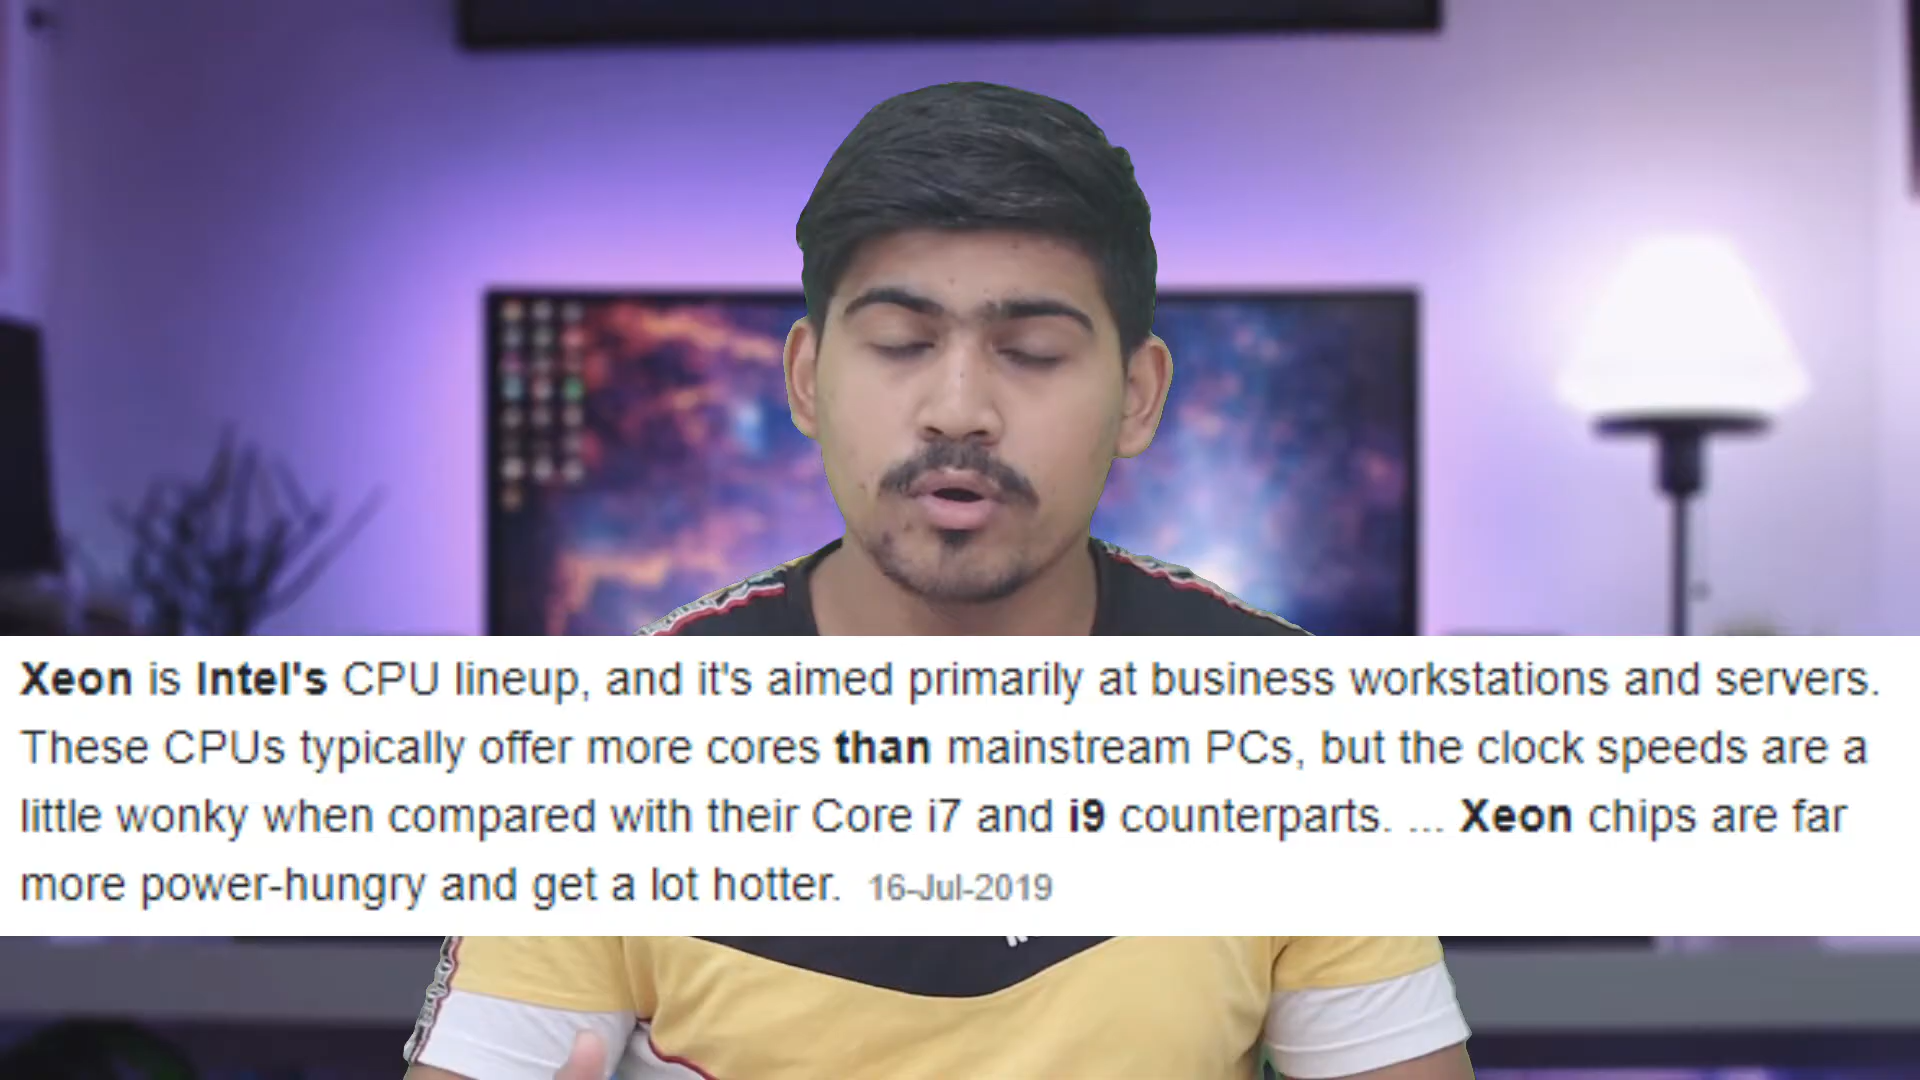 Xeon is Intel's CPU lineup, and it's aimed primarily at business workstations and servers.
These CPUs typically offer more cores than mainstream PCs, but the clock speeds are a
little wonky when compared with their Core i7 and i9 counterparts. ... Xeon chips are far
more power-hungry and get a lot hotter. 16-Jul-2019